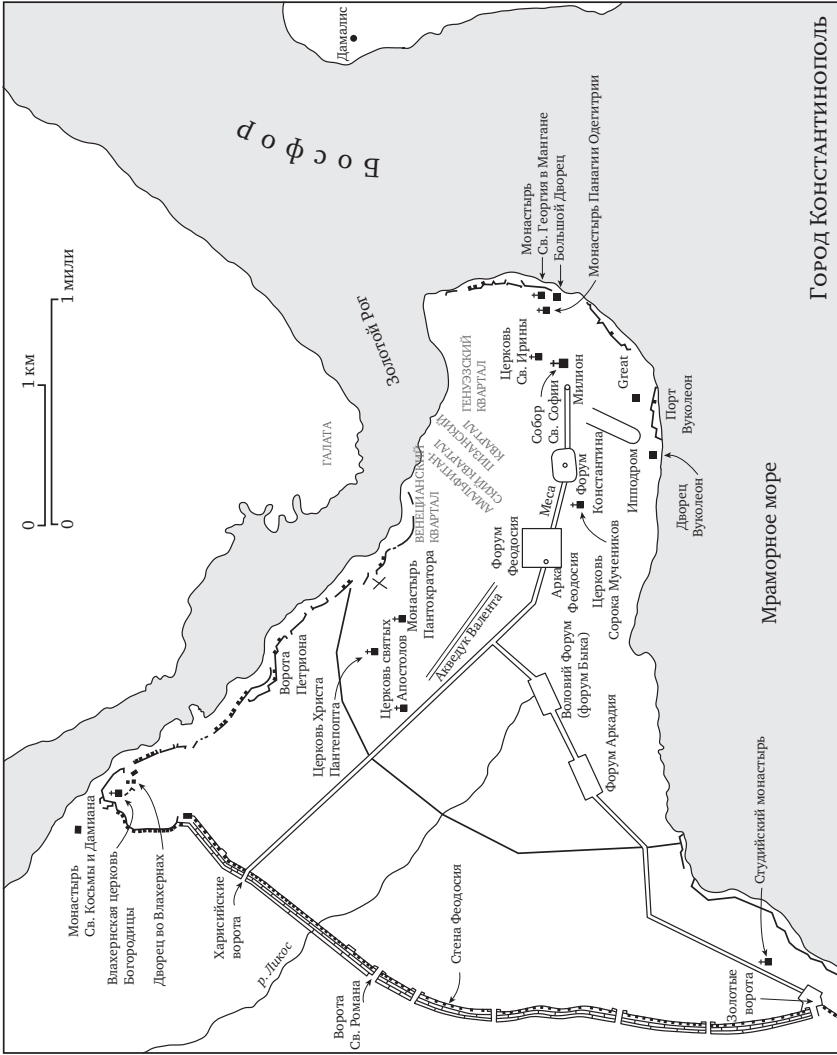 Город Константинополь
0
1 км
0
1 мили
Босфор
Дамалис
Золотой Рог
ГАЛАТА
Мраморное море
Монастырь
Св. Косьмы и Дамиана
Влахернская церковь
Богородицы
Дворец во Влахернах
Харисийские
ворота
р. Ликос
Ворота
Св. Романа
Стена Феодосия
Золотые
ворота
Студийский монастырь
Ворота
Петриона
Церковь Христа
Пантепопта
Церковь святых
Апостолов
Монастырь
Пантократора
Акведук Валента
Форум
Феодосия
Арка
Феодосия
Воловий Форум
(форум Быка)
Форум Аркадия
ВЕНЕЦИАНСКИЙ
КВАРТАЛ
АМАЛЬФИТАН-
СКИЙ КВАРТАЛ
ПИЗАНСКИЙ
КВАРТАЛ
ГЕНУЭЗСКИЙ
КВАРТАЛ
Меса
Церковь
Сорока Мучеников
Форум
Константина
Ипподром
Дворец
Вуколеон
Порт
Вуколеон
Great
Милион
Собор
Св. Софии
Церковь
Св. Ирины
Монастырь
Св. Георгия в Мангане
Большой Дворец
Монастырь Панагии Одегитрии